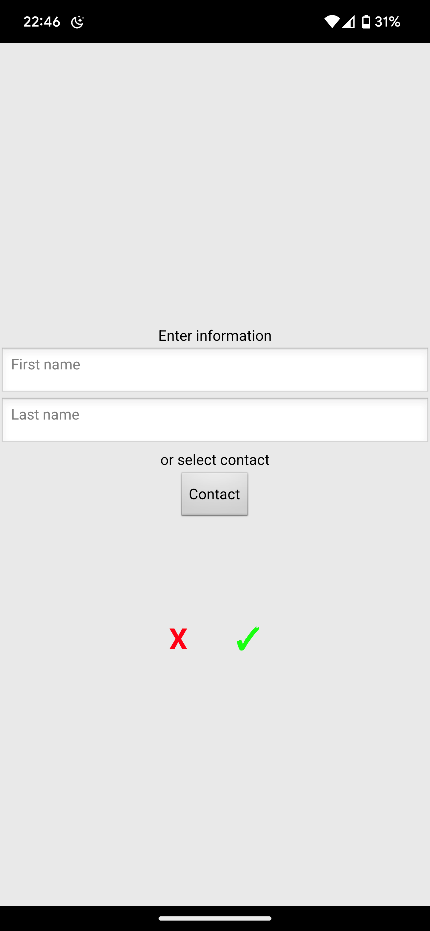 22:46 31%
Enter information
First name
Last name
or select contact
Contact
X ✓